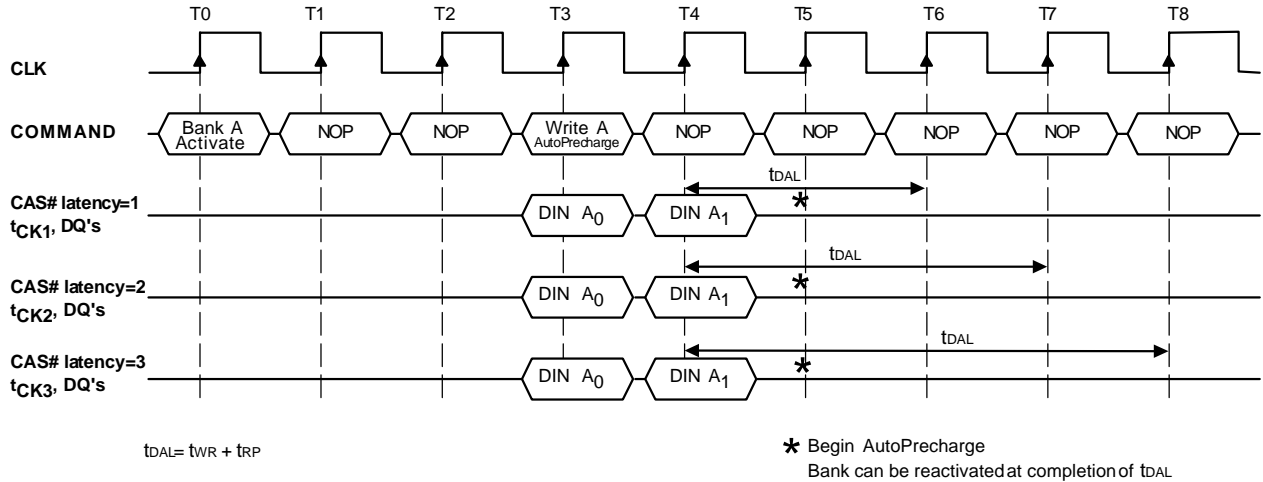 T0 T1 T2 T3 T4 T5 T6 T7 T8
CLK
COMMAND
Bank A
Activate
NOP
NOP
Write A
AutoPrecharge
NOP
NOP
NOP
NOP
NOP
tDAL
CAS# latency=1
tCK1, DQ's
DIN A0
DIN A1
*
tDAL
CAS# latency=2
tCK2, DQ's
DIN A0
DIN A1
*
tDAL
CAS# latency=3
tCK3, DQ's
DIN A0
DIN A1
*
tDAL= tWR + tRP
* Begin AutoPrecharge
Bank can be reactivated at completion of tDAL